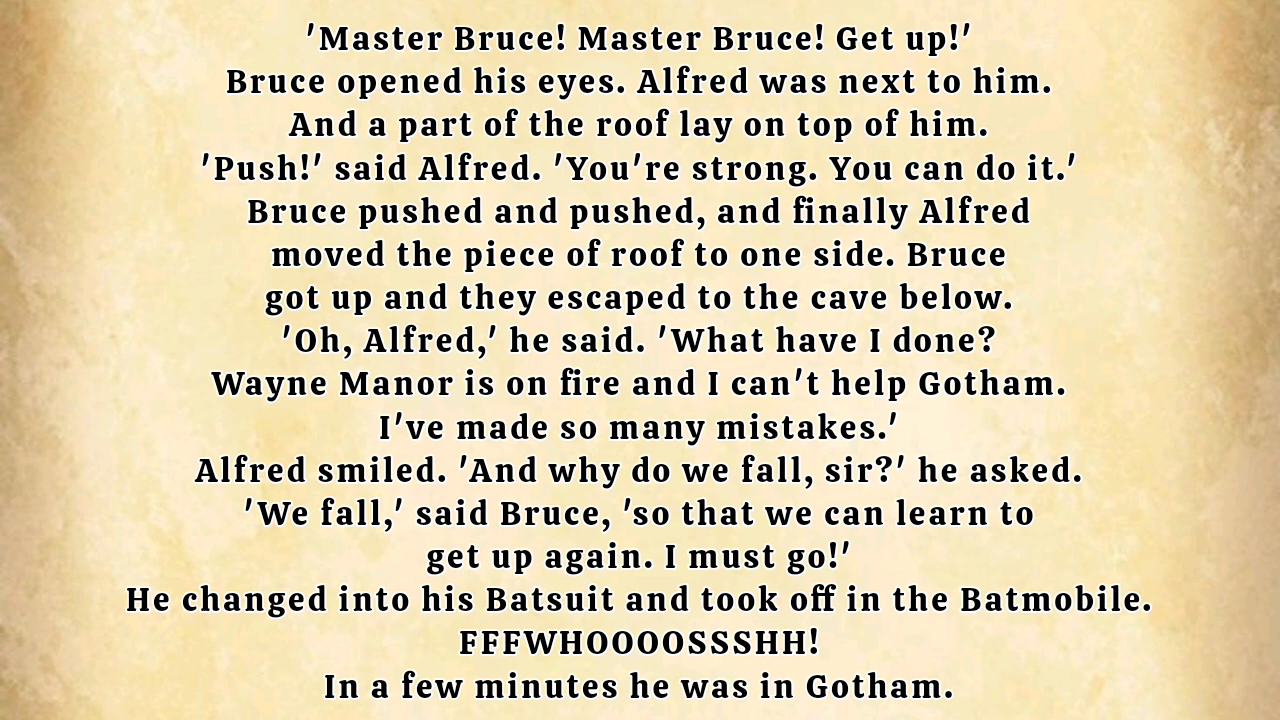 'Master Bruce! Master Bruce! Get up!'
Bruce opened his eyes. Alfred was next to him.
And a part of the roof lay on top of him.
'Push!' said Alfred. 'You're strong. You can do it.'
Bruce pushed and pushed, and finally Alfred
moved the piece of roof to one side. Bruce
got up and they escaped to the cave below.
'Oh, Alfred,' he said. 'What have I done?
Wayne Manor is on fire and I can't help Gotham.
I've made so many mistakes.'
Alfred smiled. 'And why do we fall, sir?' he asked.
'We fall,' said Bruce, 'so that we can learn to
get up again. I must go!'
He changed into his Batsuit and took off in the Batmobile.
FFFWHOOOOSSSHH!
In a few minutes he was in Gotham.